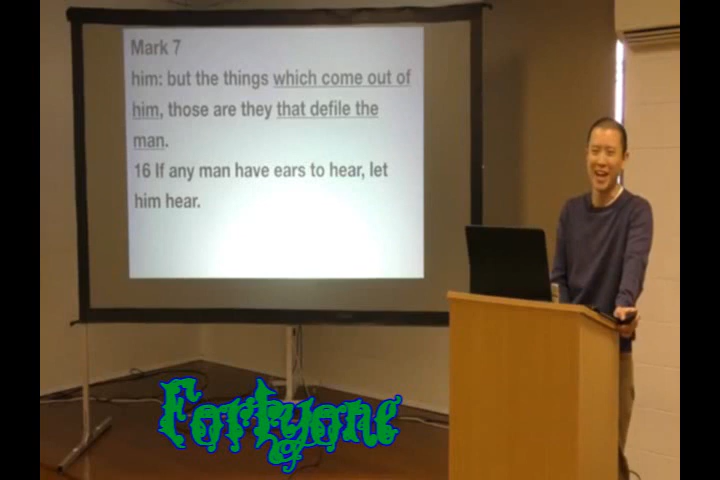 Mark 7
him: but the things which come out of
him, those are they that defile the
man.
16 If any man have ears to hear, let
him hear.
Fortyone